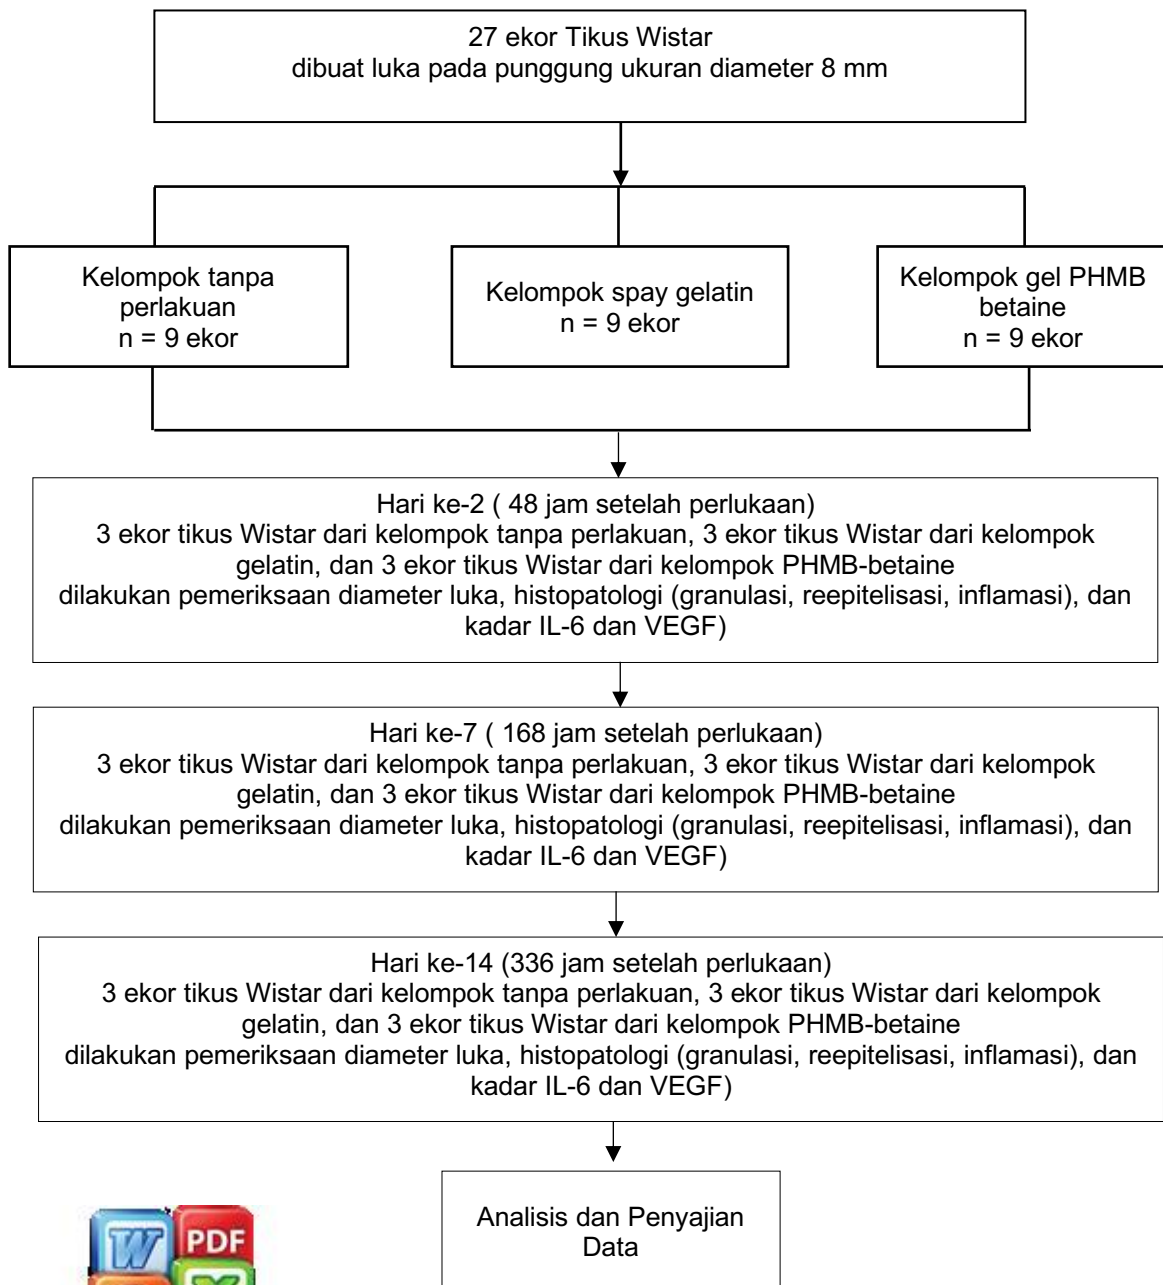 27 ekor Tikus Wistar
dibuat luka pada punggung ukuran diameter 8 mm
Kelompok tanpa
perlakuan
n = 9 ekor
Kelompok spay gelatin
n = 9 ekor
Kelompok gel PHMB
betaine
n = 9 ekor
Hari ke-2 ( 48 jam setelah perlukaan)
3 ekor tikus Wistar dari kelompok tanpa perlakuan, 3 ekor tikus Wistar dari kelompok
gelatin, dan 3 ekor tikus Wistar dari kelompok PHMB-betaine
dilakukan pemeriksaan diameter luka, histopatologi (granulasi, reepitelisasi, inflamasi), dan
kadar IL-6 dan VEGF)
Hari ke-7 ( 168 jam setelah perlukaan)
3 ekor tikus Wistar dari kelompok tanpa perlakuan, 3 ekor tikus Wistar dari kelompok
gelatin, dan 3 ekor tikus Wistar dari kelompok PHMB-betaine
dilakukan pemeriksaan diameter luka, histopatologi (granulasi, reepitelisasi, inflamasi), dan
kadar IL-6 dan VEGF)
Hari ke-14 (336 jam setelah perlukaan)
3 ekor tikus Wistar dari kelompok tanpa perlakuan, 3 ekor tikus Wistar dari kelompok
gelatin, dan 3 ekor tikus Wistar dari kelompok PHMB-betaine
dilakukan pemeriksaan diameter luka, histopatologi (granulasi, reepitelisasi, inflamasi), dan
kadar IL-6 dan VEGF)
Analisis dan Penyajian
Data
W PDF